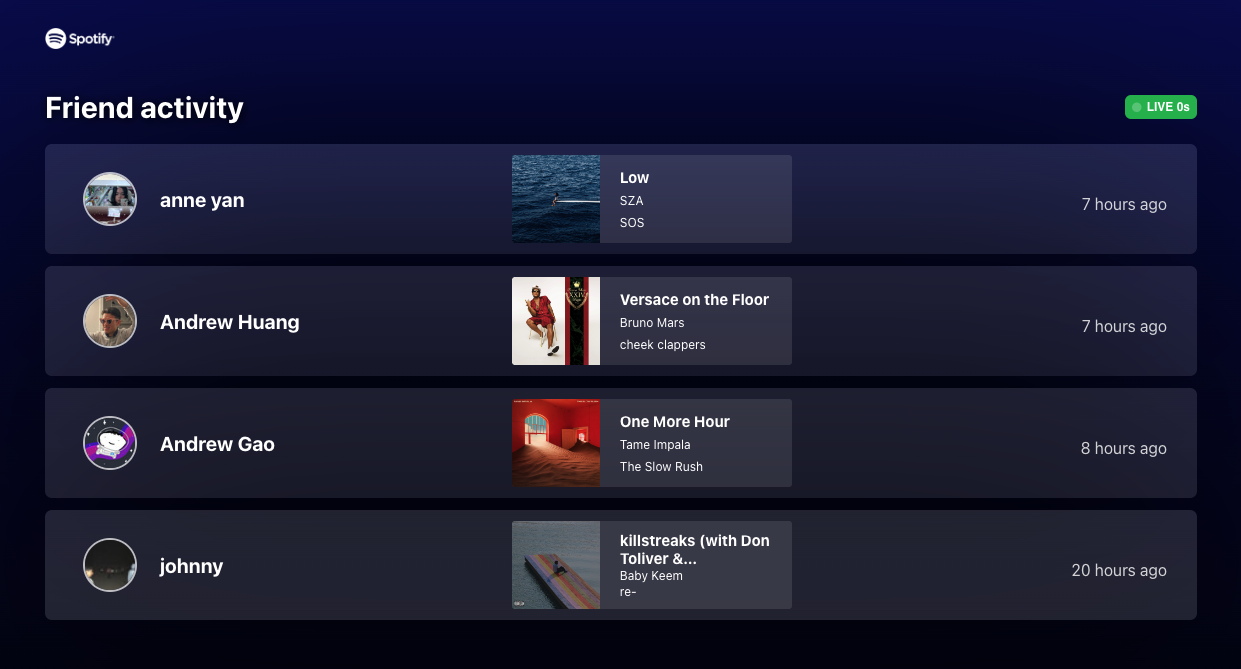 Spotify
Friend activity
LIVE 0s
anne yan
Low
SZA
SOS
7 hours ago
Andrew Huang
Versace on the Floor
Bruno Mars
cheek clappers
7 hours ago
Andrew Gao
One More Hour
Tame Impala
The Slow Rush
8 hours ago
johnny
killstreaks (with Don
Toliver &...
Baby Keem
re-
20 hours ago